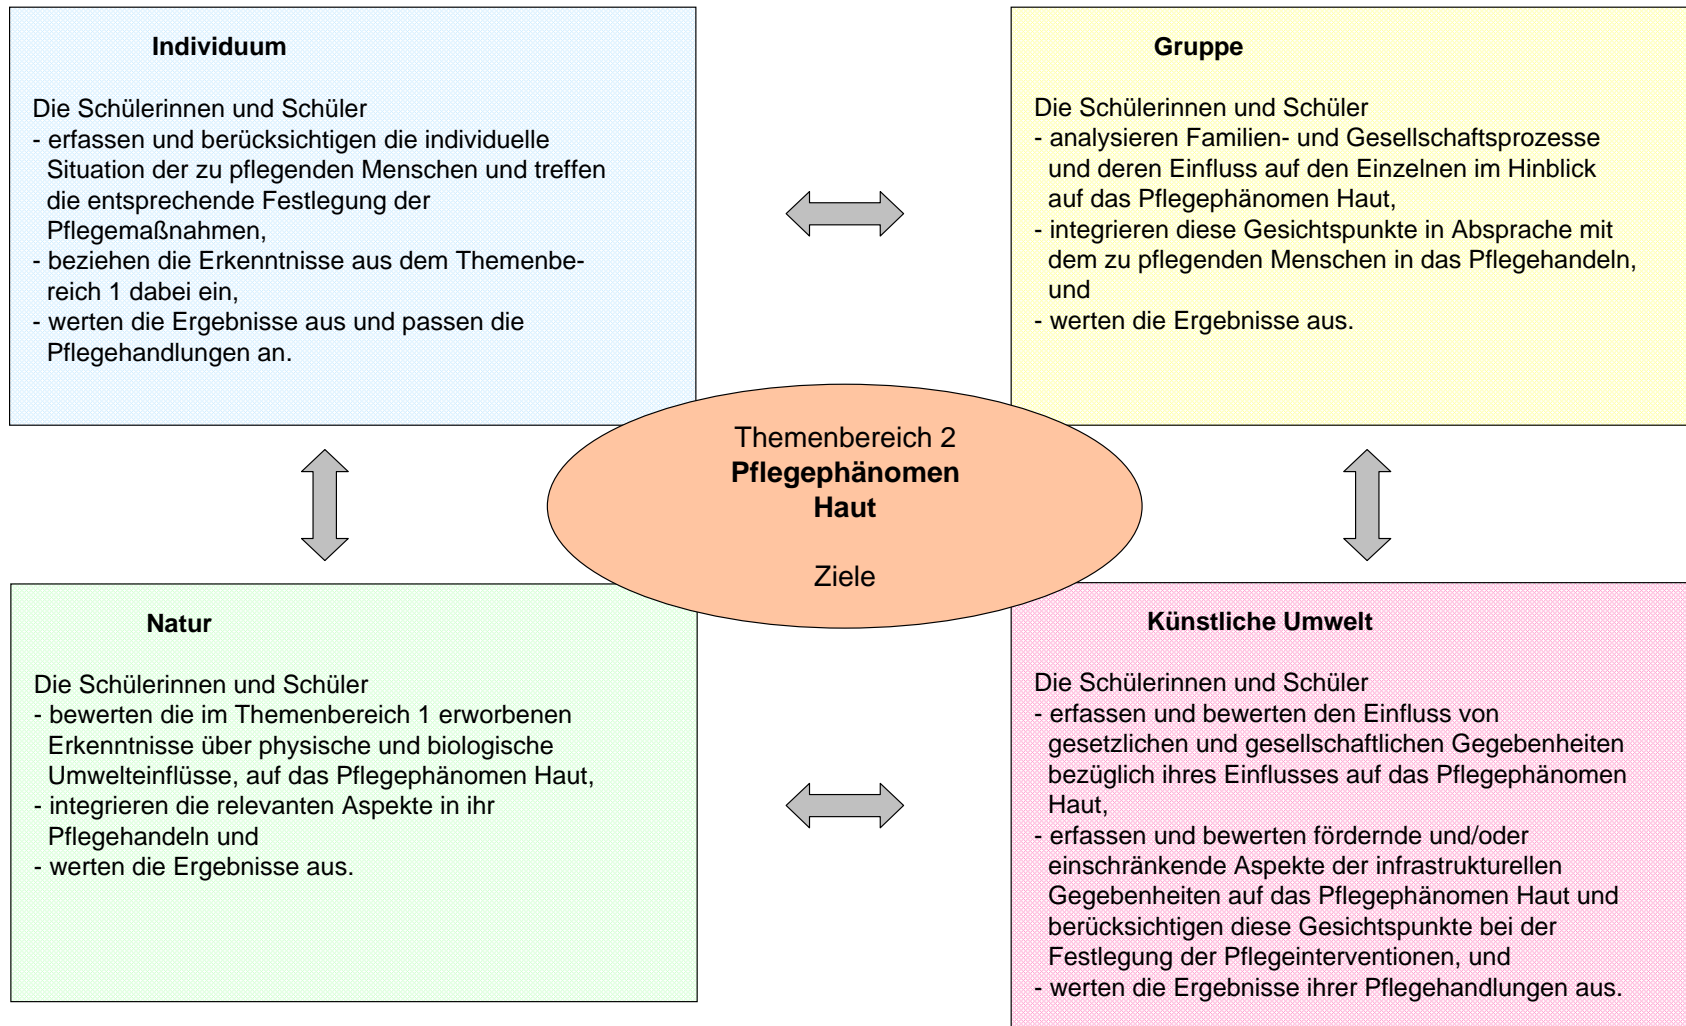 Individuum
Die Schülerinnen und Schüler
- erfassen und berücksichtigen die individuelle
Situation der zu pflegenden Menschen und treffen
die entsprechende Festlegung der
Pflegemaßnahmen,
- beziehen die Erkenntnisse aus dem Themenbe-
reich 1 dabei ein,
- werten die Ergebnisse aus und passen die
Pflegehandlungen an.
Gruppe
Die Schülerinnen und Schüler
- analysieren Familien- und Gesellschaftsprozesse
und deren Einfluss auf den Einzelnen im Hinblick
auf das Pflegephänomen Haut,
- integrieren diese Gesichtspunkte in Absprache mit
dem zu pflegenden Menschen in das Pflegehandeln,
und
- werten die Ergebnisse aus.
Themenbereich 2
Pflegephänomen
Haut
Ziele
Natur
Die Schülerinnen und Schüler
- bewerten die im Themenbereich 1 erworbenen
Erkenntnisse über physische und biologische
Umwelteinflüsse, auf das Pflegephänomen Haut,
- integrieren die relevanten Aspekte in ihr
Pflegehandeln und
- werten die Ergebnisse aus.
Künstliche Umwelt
Die Schülerinnen und Schüler
- erfassen und bewerten den Einfluss von
gesetzlichen und gesellschaftlichen Gegebenheiten
bezüglich ihres Einflusses auf das Pflegephänomen
Haut,
- erfassen und bewerten fördernde und/oder
einschränkende Aspekte der infrastrukturellen
Gegebenheiten auf das Pflegephänomen Haut und
berücksichtigen diese Gesichtspunkte bei der
Festlegung der Pflegeinterventionen, und
- werten die Ergebnisse ihrer Pflegehandlungen aus.